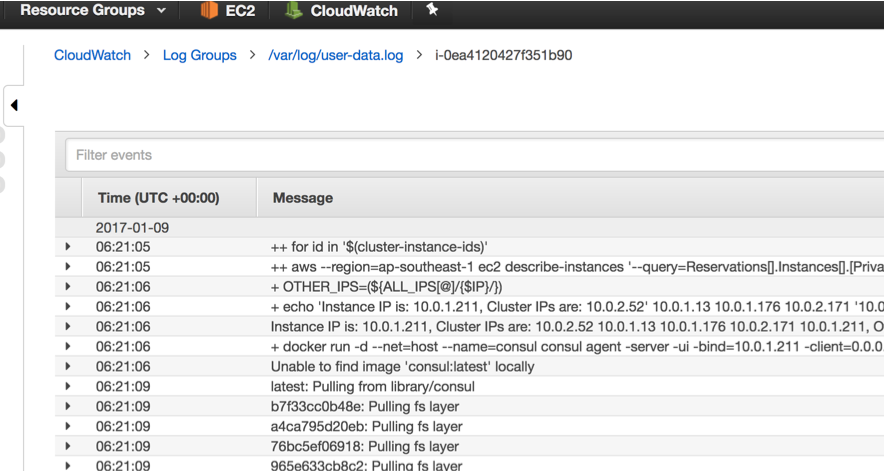 Resource Groups EC2 CloudWatch
CloudWatch > Log Groups > /var/log/user-data.log > i-0ea4120427f351b90
Filter events
Time (UTC +00:00) Message
2017-01-09
06:21:05 ++ for id in '$(cluster-instance-ids)'
06:21:05 ++ aws --region=ap-southeast-1 ec2 describe-instances '--query=Reservations[].Instances[].[Priva
06:21:06 + OTHER_IPS=(${ALL_IPS[@]/{$IP}/})
06:21:06 + echo 'Instance IP is: 10.0.1.211, Cluster IPs are: 10.0.2.52' 10.0.1.13 10.0.1.176 10.0.2.171 '10.0
06:21:06 Instance IP is: 10.0.1.211, Cluster IPs are: 10.0.2.52 10.0.1.13 10.0.1.176 10.0.2.171 10.0.1.211, O
06:21:06 + docker run -d --net=host --name=consul consul agent -server -ui -bind=10.0.1.211 -client=0.0.0.
06:21:06 Unable to find image 'consul:latest' locally
06:21:09 latest: Pulling from library/consul
06:21:09 b7f33cc0b48e: Pulling fs layer
06:21:09 a4ca795d20eb: Pulling fs layer
06:21:09 76bc5ef06918: Pulling fs layer
06:21:09 965e633cb8c2: Pulling fs layer